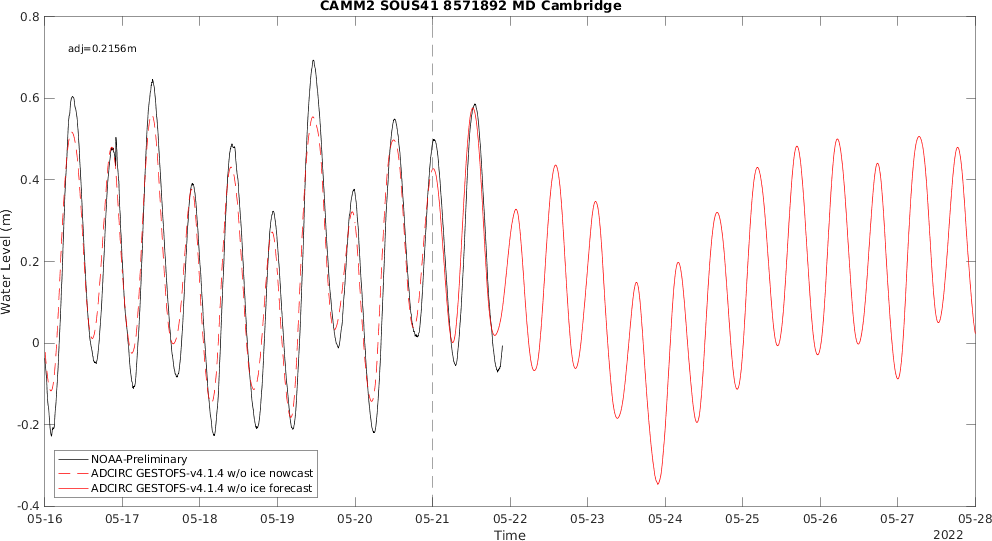 CAMM2 SOUS41 8571892 MD Cambridge
0.8
adj=0.2156m
0.6
0.4
0.2
0
-0.2
-0.4
Water Level (m)
NOAA-Preliminary
ADCIRC GESTOFS-v4.1.4 w/o ice nowcast
ADCIRC GESTOFS-v4.1.4 w/o ice forecast
05-16 05-17 05-18 05-19 05-20 05-21 05-22 05-23 05-24 05-25 05-26 05-27 05-28
Time
2022